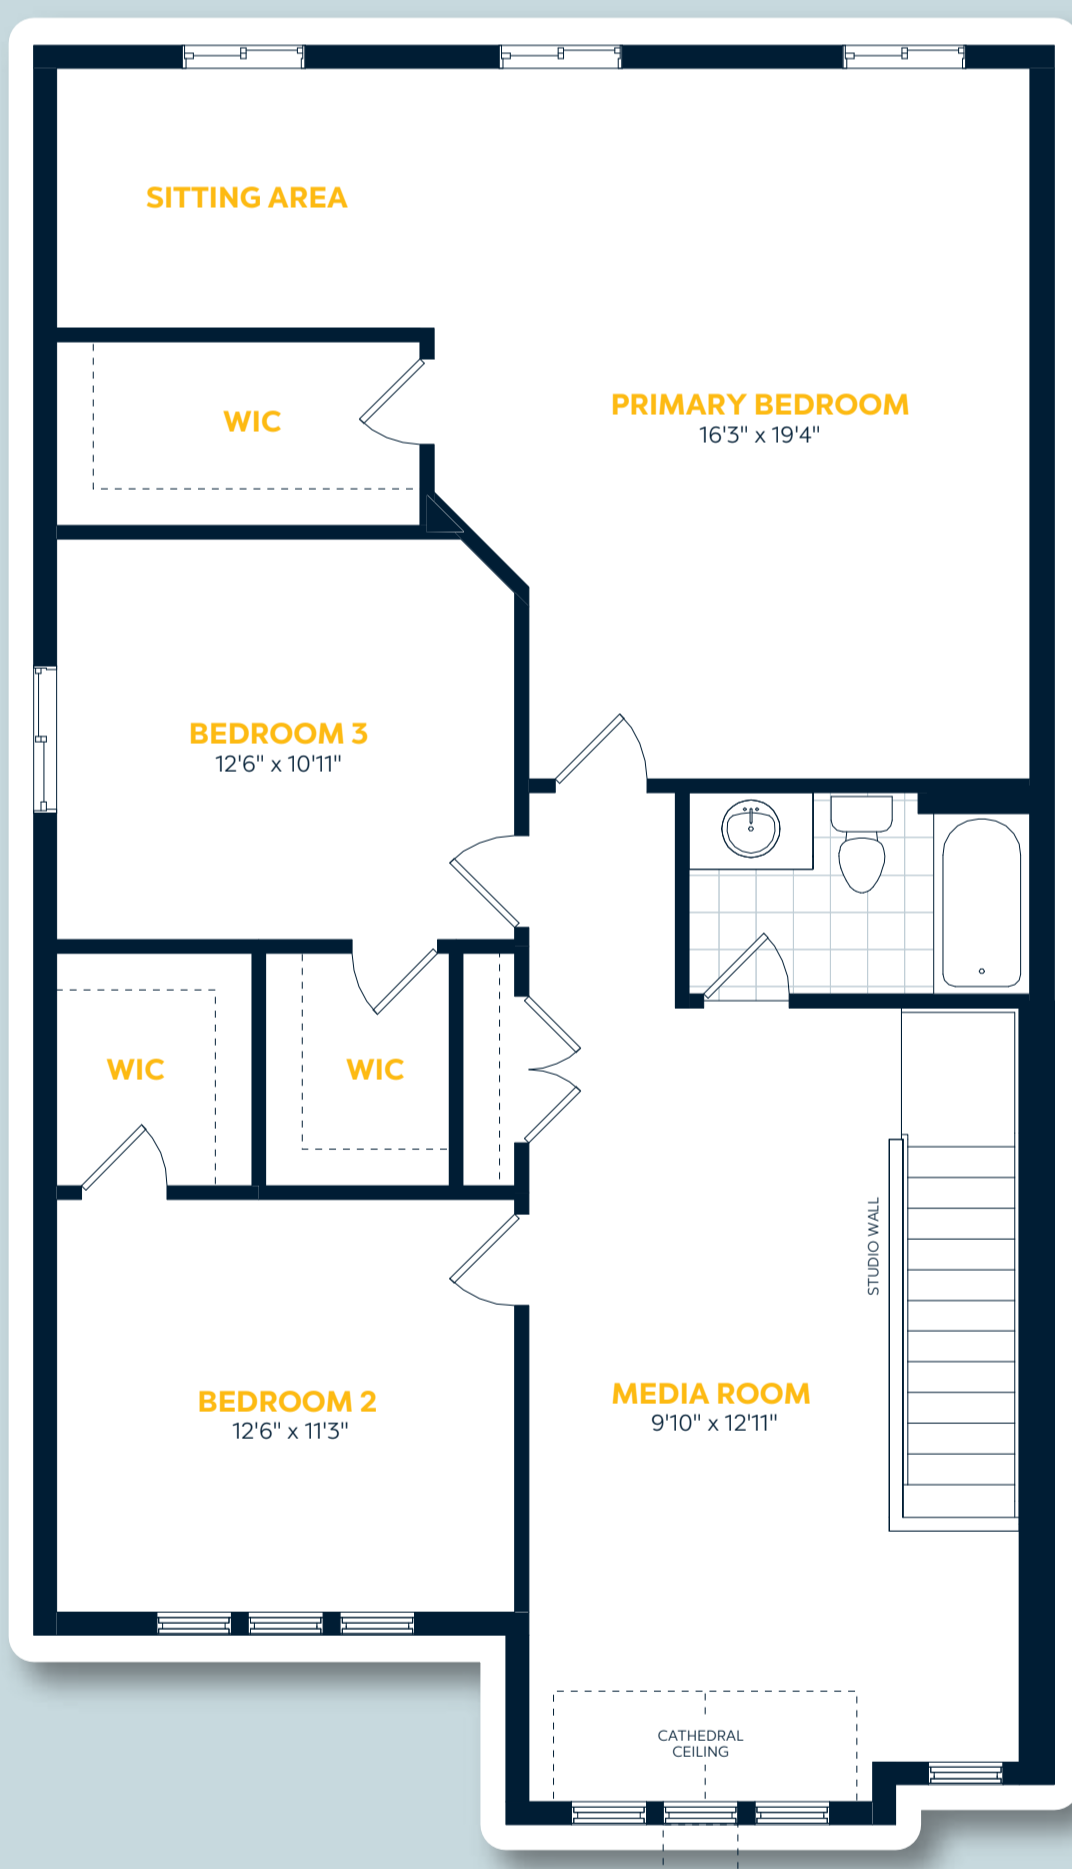 SITTING AREA
WIC
PRIMARY BEDROOM
16'3" x 19'4"
BEDROOM 3
12'6" x 10'11"
WIC
WIC
STUDIO WALL
BEDROOM 2
12'6" x 11'3"
MEDIA ROOM
9'10" x 12'11"
CATHEDRAL
CEILING